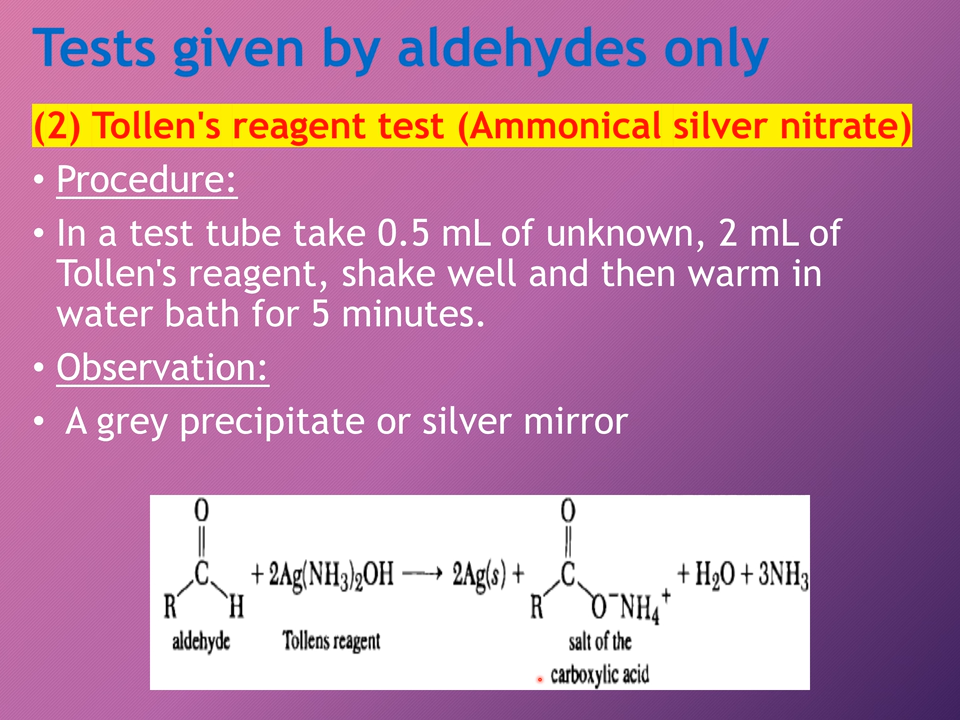 Tests given by aldehydes only
(2) Tollen's reagent test (Ammonical silver nitrate)
• Procedure:
• In a test tube take 0.5 mL of unknown, 2 mL of
Tollen's reagent, shake well and then warm in
water bath for 5 minutes.
• Observation:
• A grey precipitate or silver mirror
O O
|| ||
C + 2Ag(NH₃)₂OH → 2Ag(s) + C + H₂O + 3NH₃
R H R O⁻NH₄⁺
aldehyde Tollens reagent salt of the
carboxylic acid